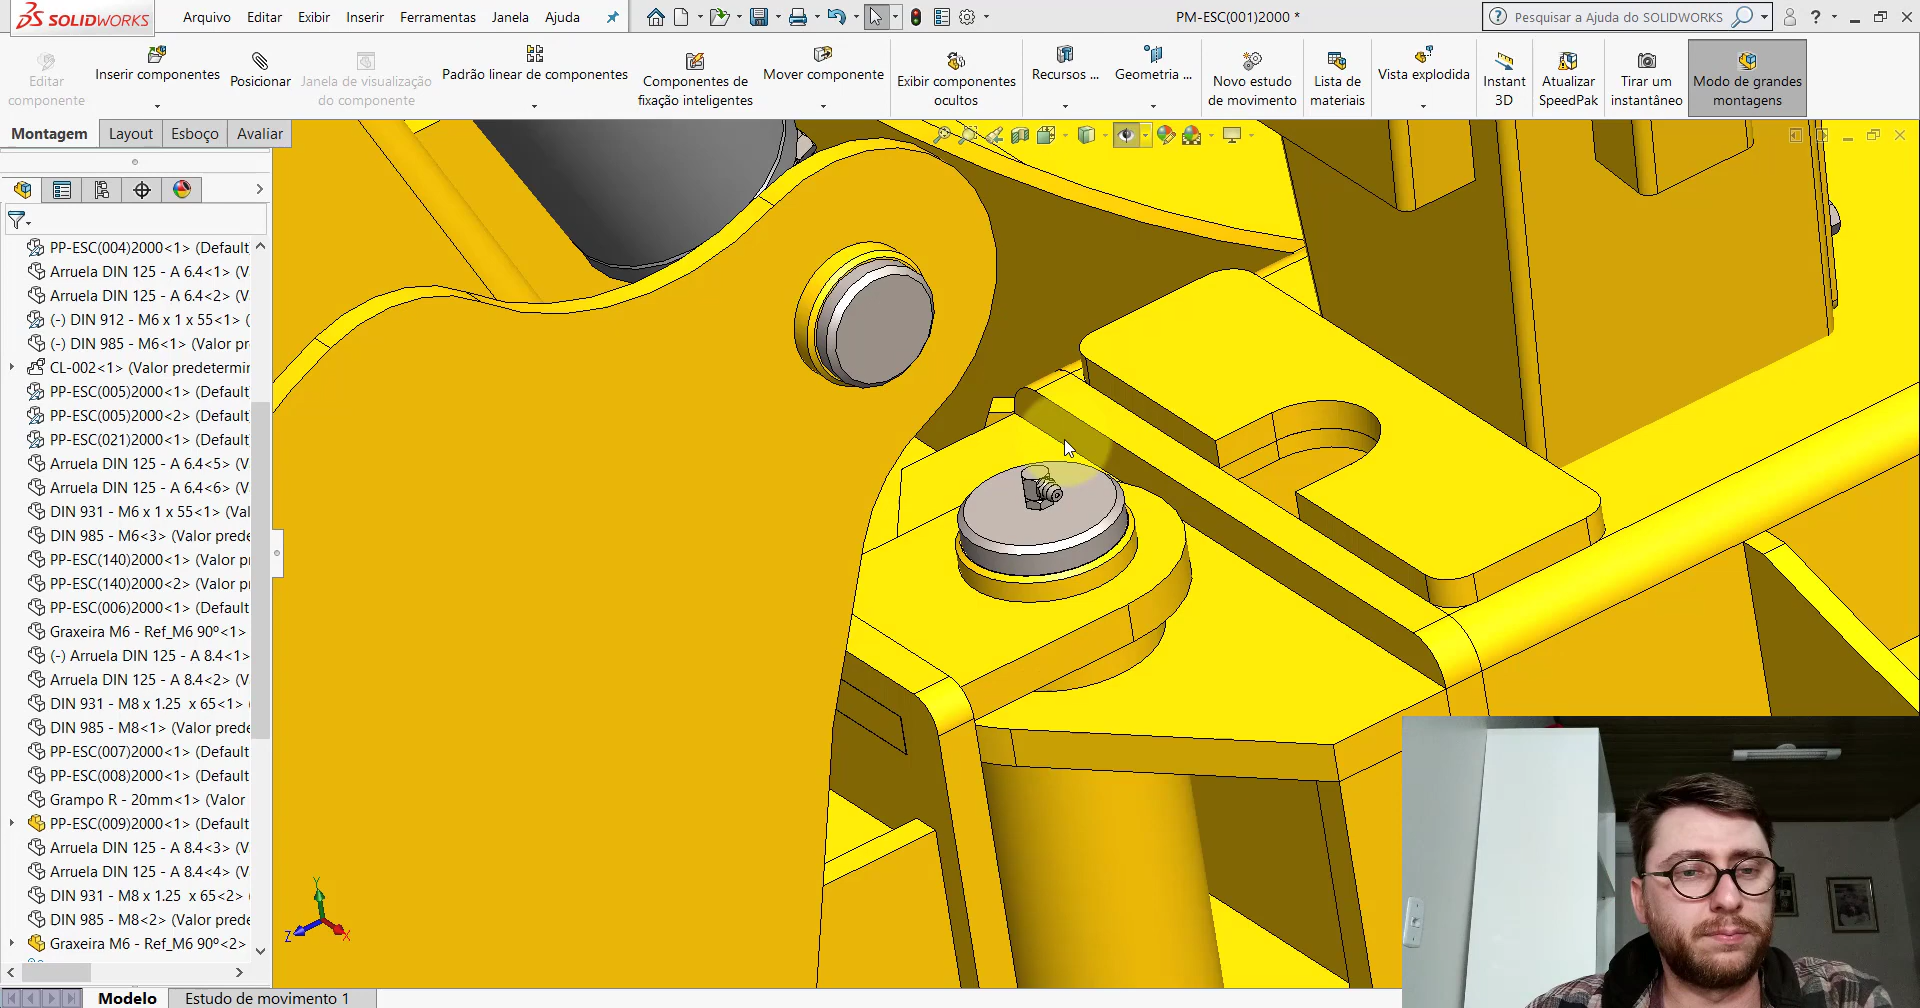 SOLIDWORKS
Arquivo Editar Exibir Inserir Ferramentas Janela Ajuda
PM-ESC(001)2000 *
Pesquisar a Ajuda do SOLIDWORKS
Editar componente
Inserir componentes
Posicionar
Janela de visualização do componente
Padrão linear de componentes
Componentes de fixação inteligentes
Mover componente
Exibir componentes ocultos
Recursos ...
Geometria ...
Novo estudo de movimento
Lista de materiais
Vista explodida
Instant 3D
Atualizar SpeedPak
Tirar um instantâneo
Modo de grandes montagens
Montagem Layout Esboço Avaliar
PP-ESC(004)2000<1> (Default
Arruela DIN 125 - A 6.4<1> (V
Arruela DIN 125 - A 6.4<2> (V
(-) DIN 912 - M6 x 1 x 55<1> (
(-) DIN 985 - M6<1> (Valor pr
CL-002<1> (Valor predetermir
PP-ESC(005)2000<1> (Default
PP-ESC(005)2000<2> (Default
PP-ESC(021)2000<1> (Default
Arruela DIN 125 - A 6.4<5> (V
Arruela DIN 125 - A 6.4<6> (V
DIN 931 - M6 x 1 x 55<1> (Val
DIN 985 - M6<3> (Valor prede
PP-ESC(140)2000<1> (Valor p
PP-ESC(140)2000<2> (Valor p
PP-ESC(006)2000<1> (Default
Graxeira M6 - Ref_M6 90º<1>
(-) Arruela DIN 125 - A 8.4<1>
Arruela DIN 125 - A 8.4<2> (V
DIN 931 - M8 x 1.25 x 65<1> (
DIN 985 - M8<1> (Valor prede
PP-ESC(007)2000<1> (Default
PP-ESC(008)2000<1> (Default
Grampo R - 20mm<1> (Valor
PP-ESC(009)2000<1> (Default
Arruela DIN 125 - A 8.4<3> (V
Arruela DIN 125 - A 8.4<4> (V
DIN 931 - M8 x 1.25 x 65<2> (
DIN 985 - M8<2> (Valor prede
Graxeira M6 - Ref_M6 90º<2>
Y
Z
X
Modelo Estudo de movimento 1